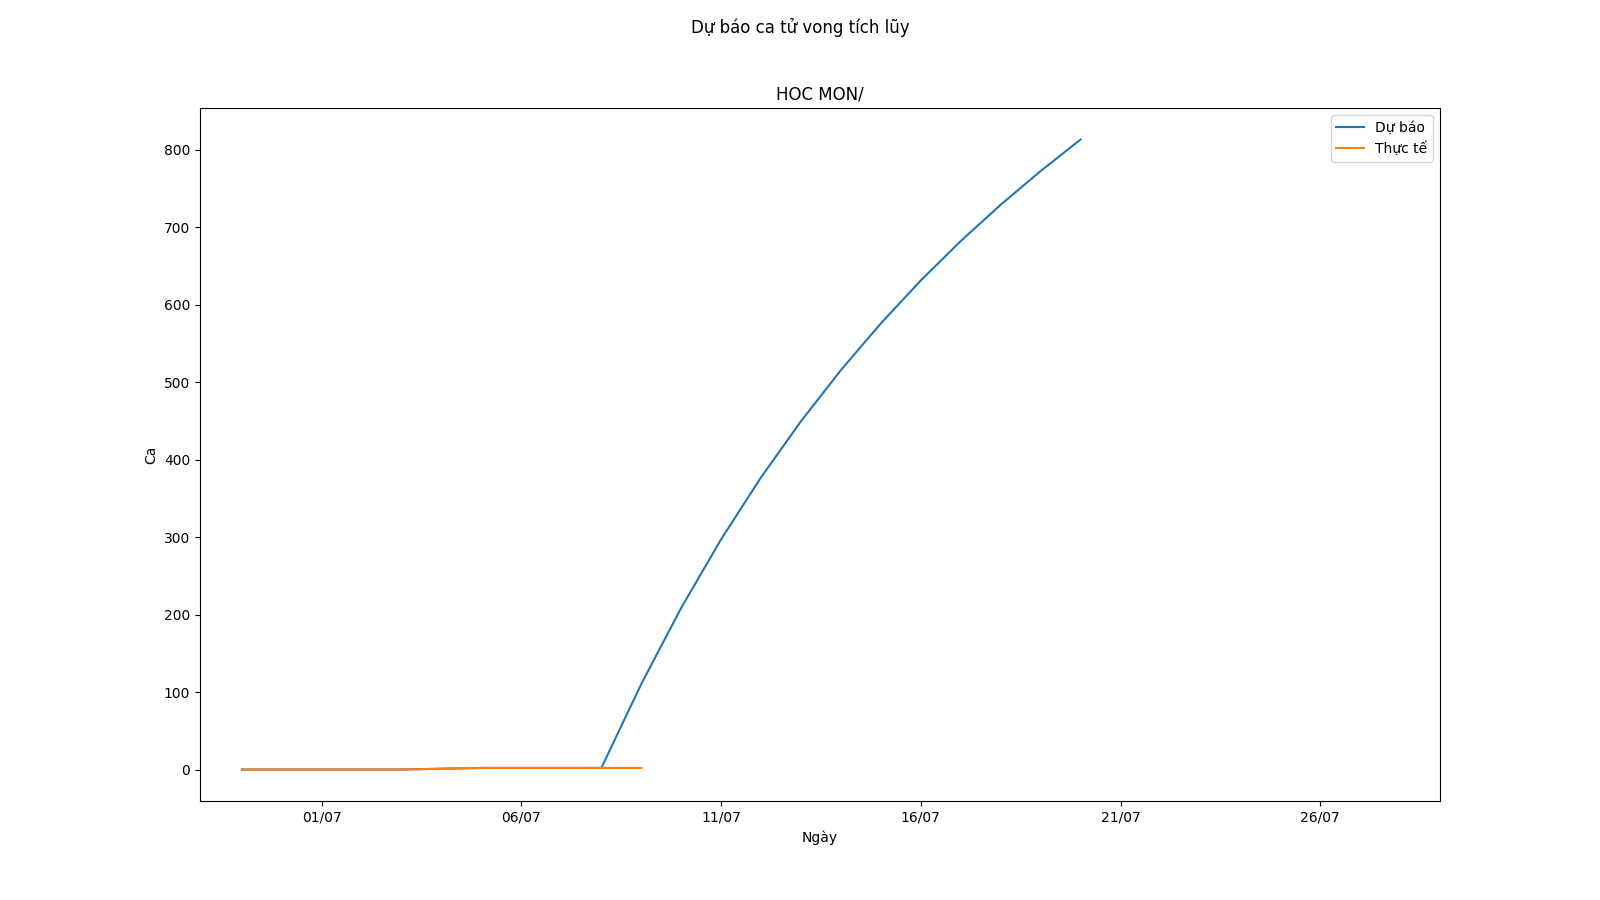 Dự báo ca tử vong tích lũy
HOC MON/
Dự báo
Thực tế
800
700
600
500
400
300
200
100
0
Ca
01/07 06/07 11/07 16/07 21/07 26/07
Ngày